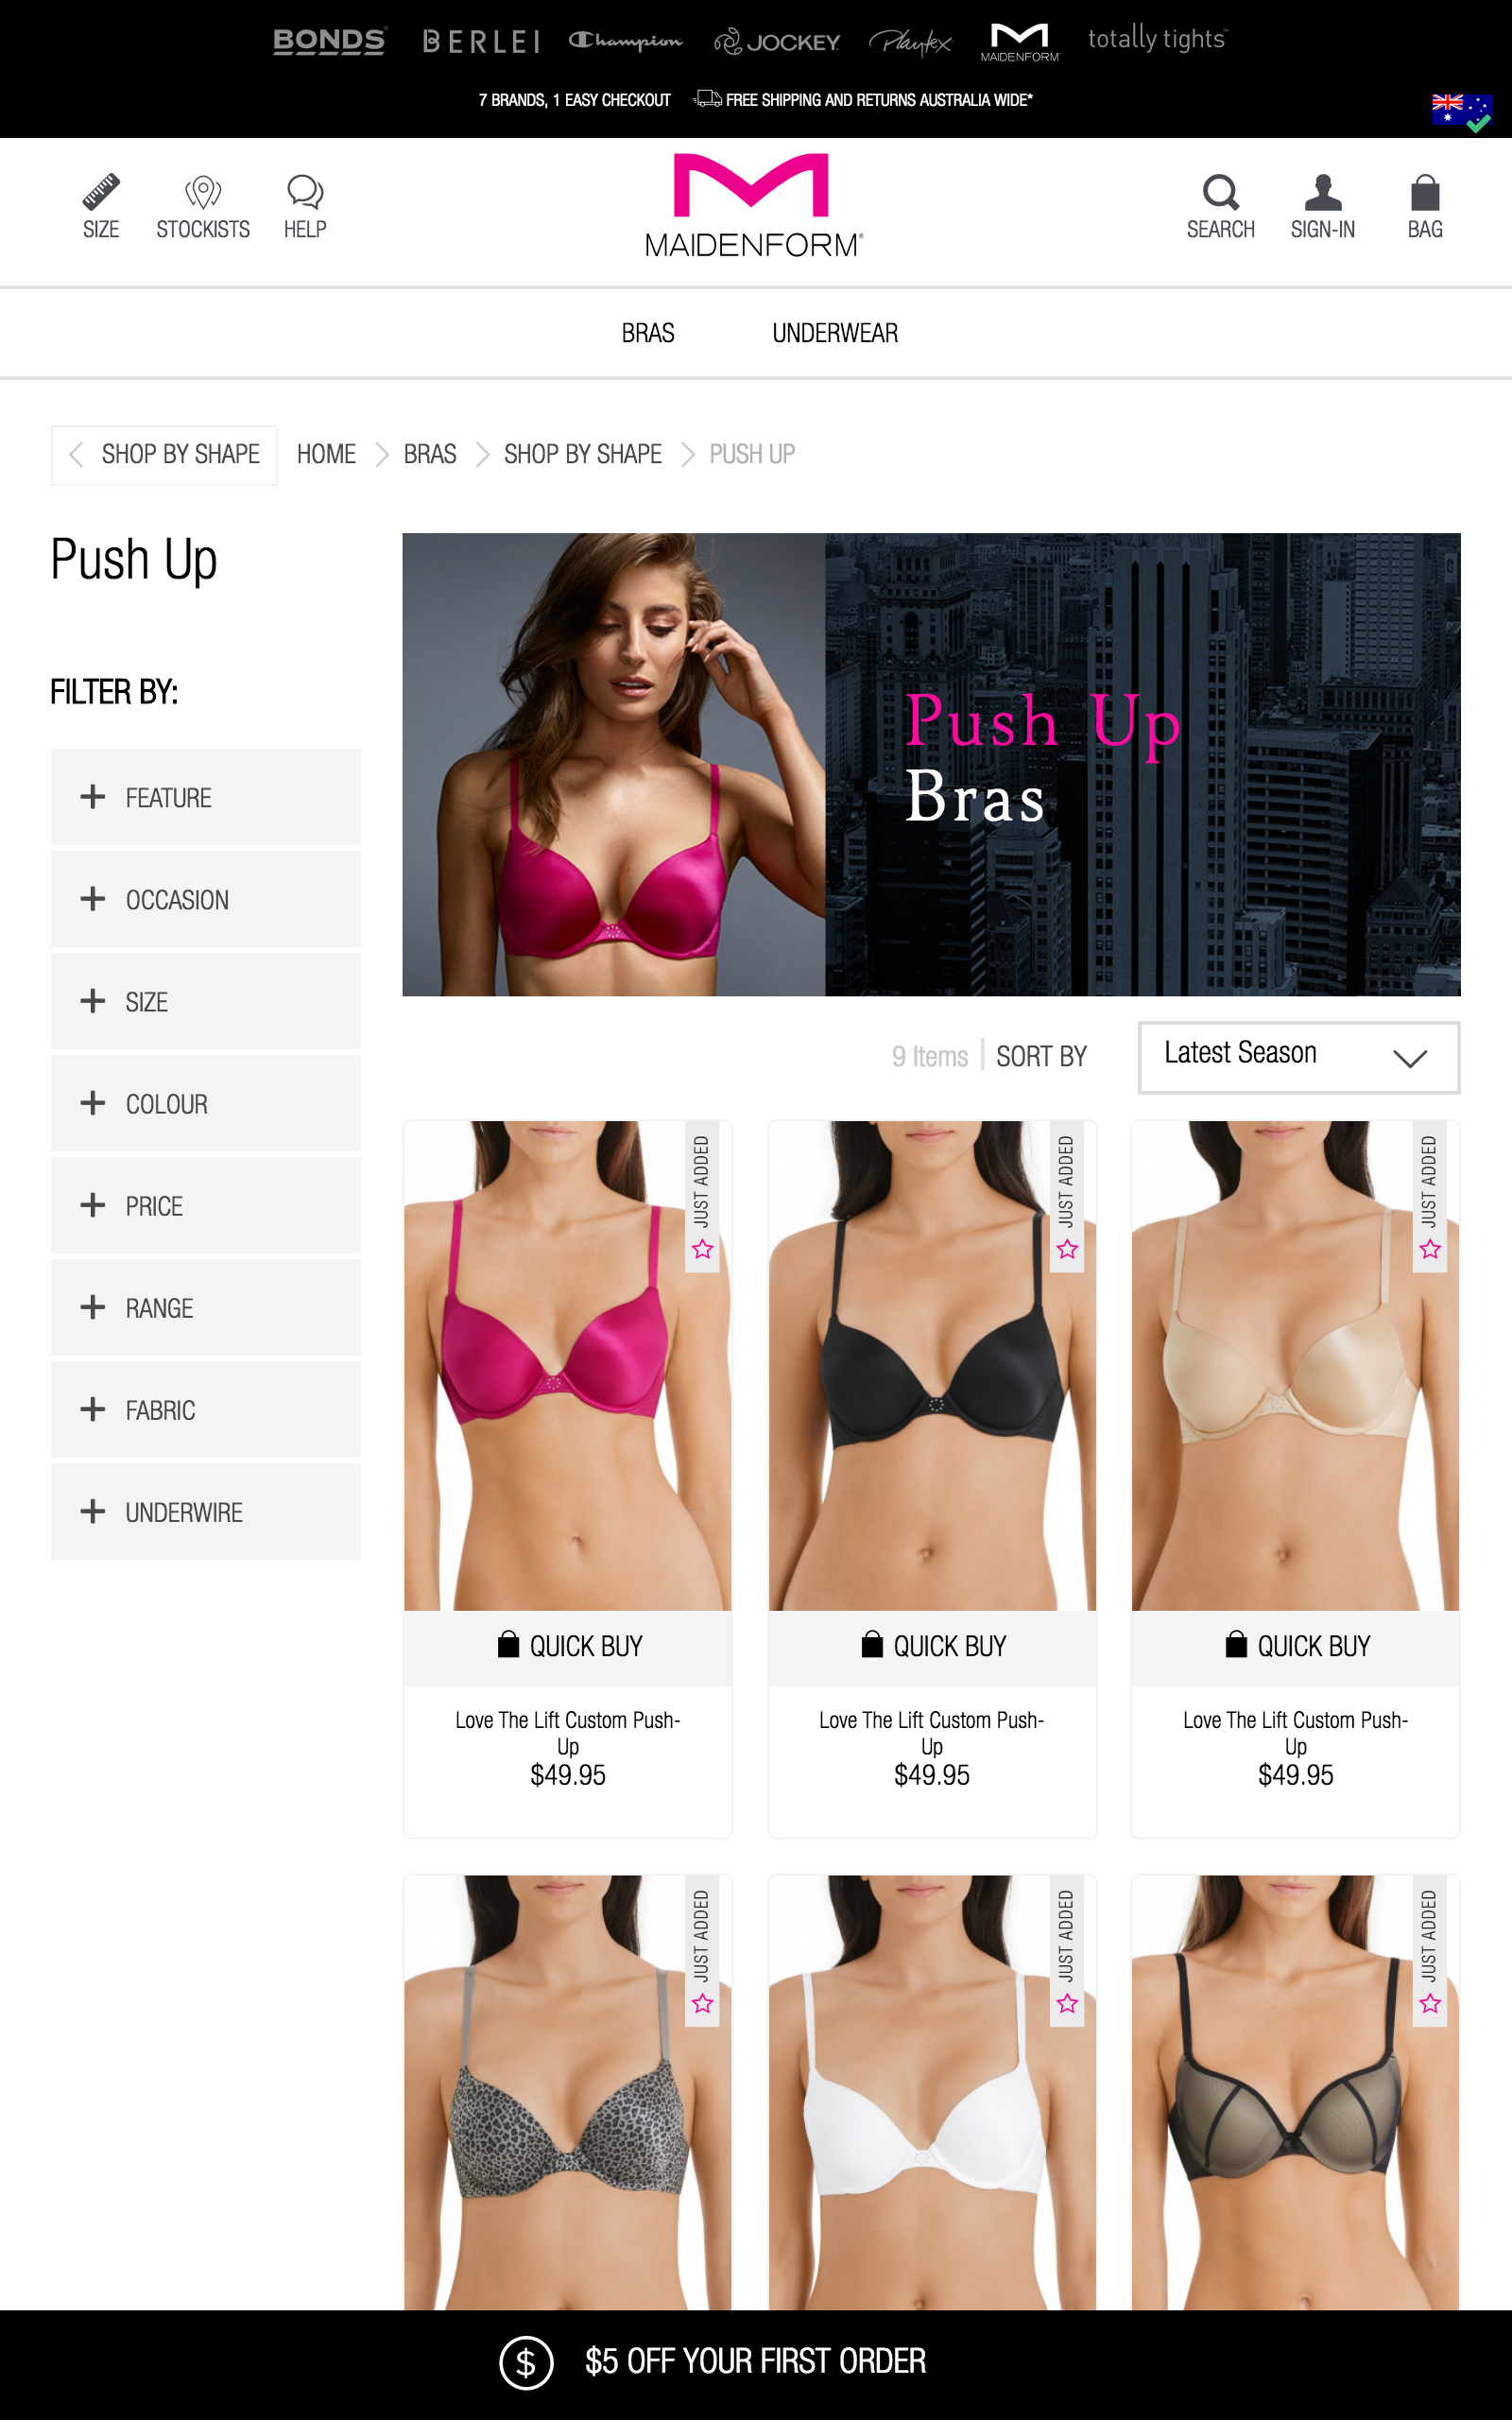 BONDS
BERLEI
Champion
JOCKEY
Playtex
MAIDENFORM
totally tights
7 BRANDS, 1 EASY CHECKOUT
FREE SHIPPING AND RETURNS AUSTRALIA WIDE*
SIZE
STOCKISTS
HELP
MAIDENFORM
SEARCH
SIGN-IN
BAG
BRAS
UNDERWEAR
SHOP BY SHAPE
HOME
BRAS
SHOP BY SHAPE
PUSH UP
Push Up
FILTER BY:
FEATURE
OCCASION
SIZE
COLOUR
PRICE
RANGE
FABRIC
UNDERWIRE
Push Up
Bras
9 Items
SORT BY
Latest Season
JUST ADDED
JUST ADDED
JUST ADDED
QUICK BUY
QUICK BUY
QUICK BUY
Love The Lift Custom Push-
Up
$49.95
Love The Lift Custom Push-
Up
$49.95
Love The Lift Custom Push-
Up
$49.95
JUST ADDED
JUST ADDED
JUST ADDED
$5 OFF YOUR FIRST ORDER